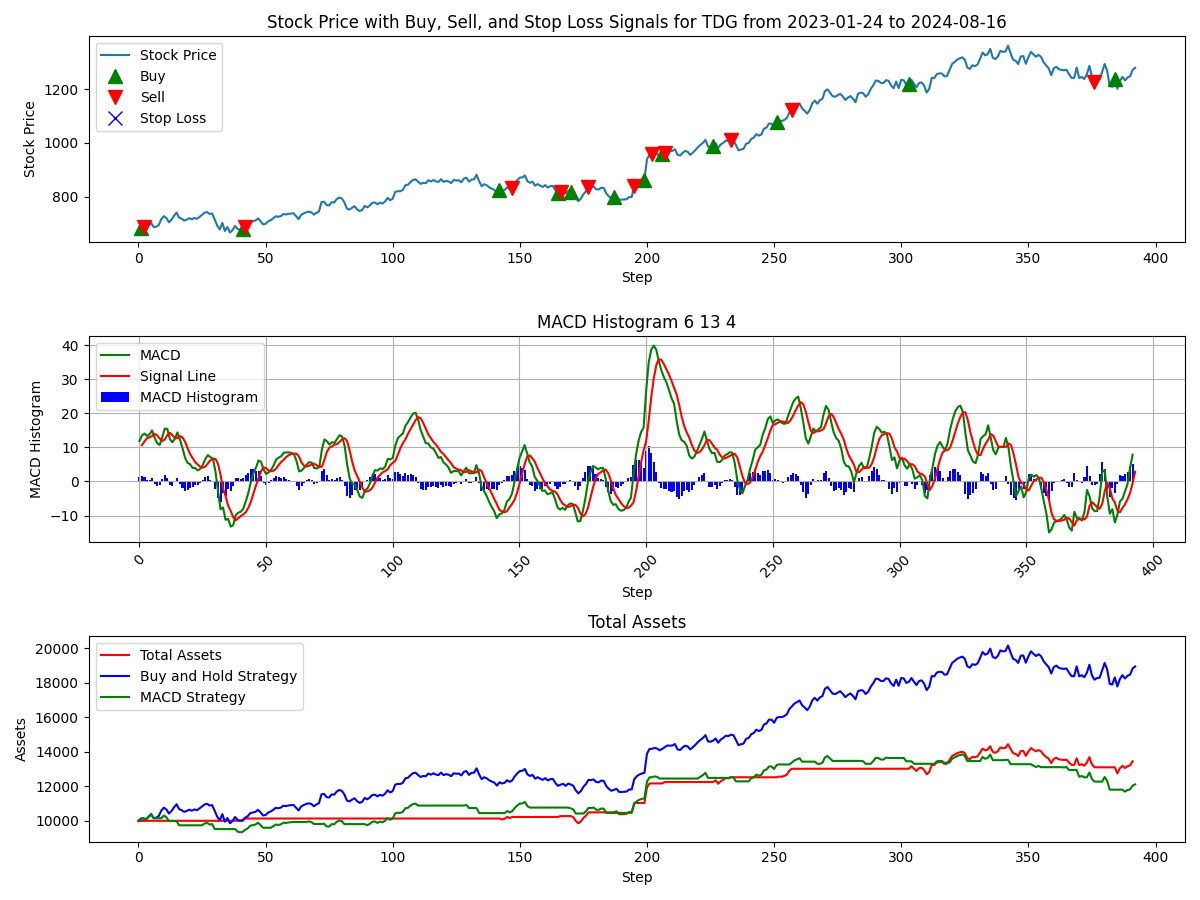 Stock Price with Buy, Sell, and Stop Loss Signals for TDG from 2023-01-24 to 2024-08-16
Stock Price
Buy
Sell
Stop Loss
Stock Price
1200
1000
800
0 50 100 150 200 250 300 350 400
Step
MACD Histogram 6 13 4
MACD
Signal Line
MACD Histogram
MACD Histogram
40
30
20
10
0
−10
0 50 100 150 200 250 300 350 400
Step
Total Assets
Total Assets
Buy and Hold Strategy
MACD Strategy
Assets
20000
18000
16000
14000
12000
10000
0 50 100 150 200 250 300 350 400
Step